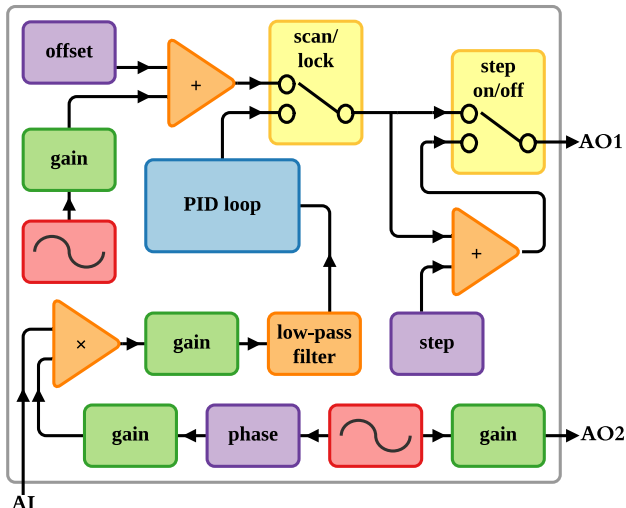 offset
+
scan/
lock
step
on/off
AO1
gain
PID loop
+
×
gain
low-pass
filter
step
gain
phase
gain
AO2
AI